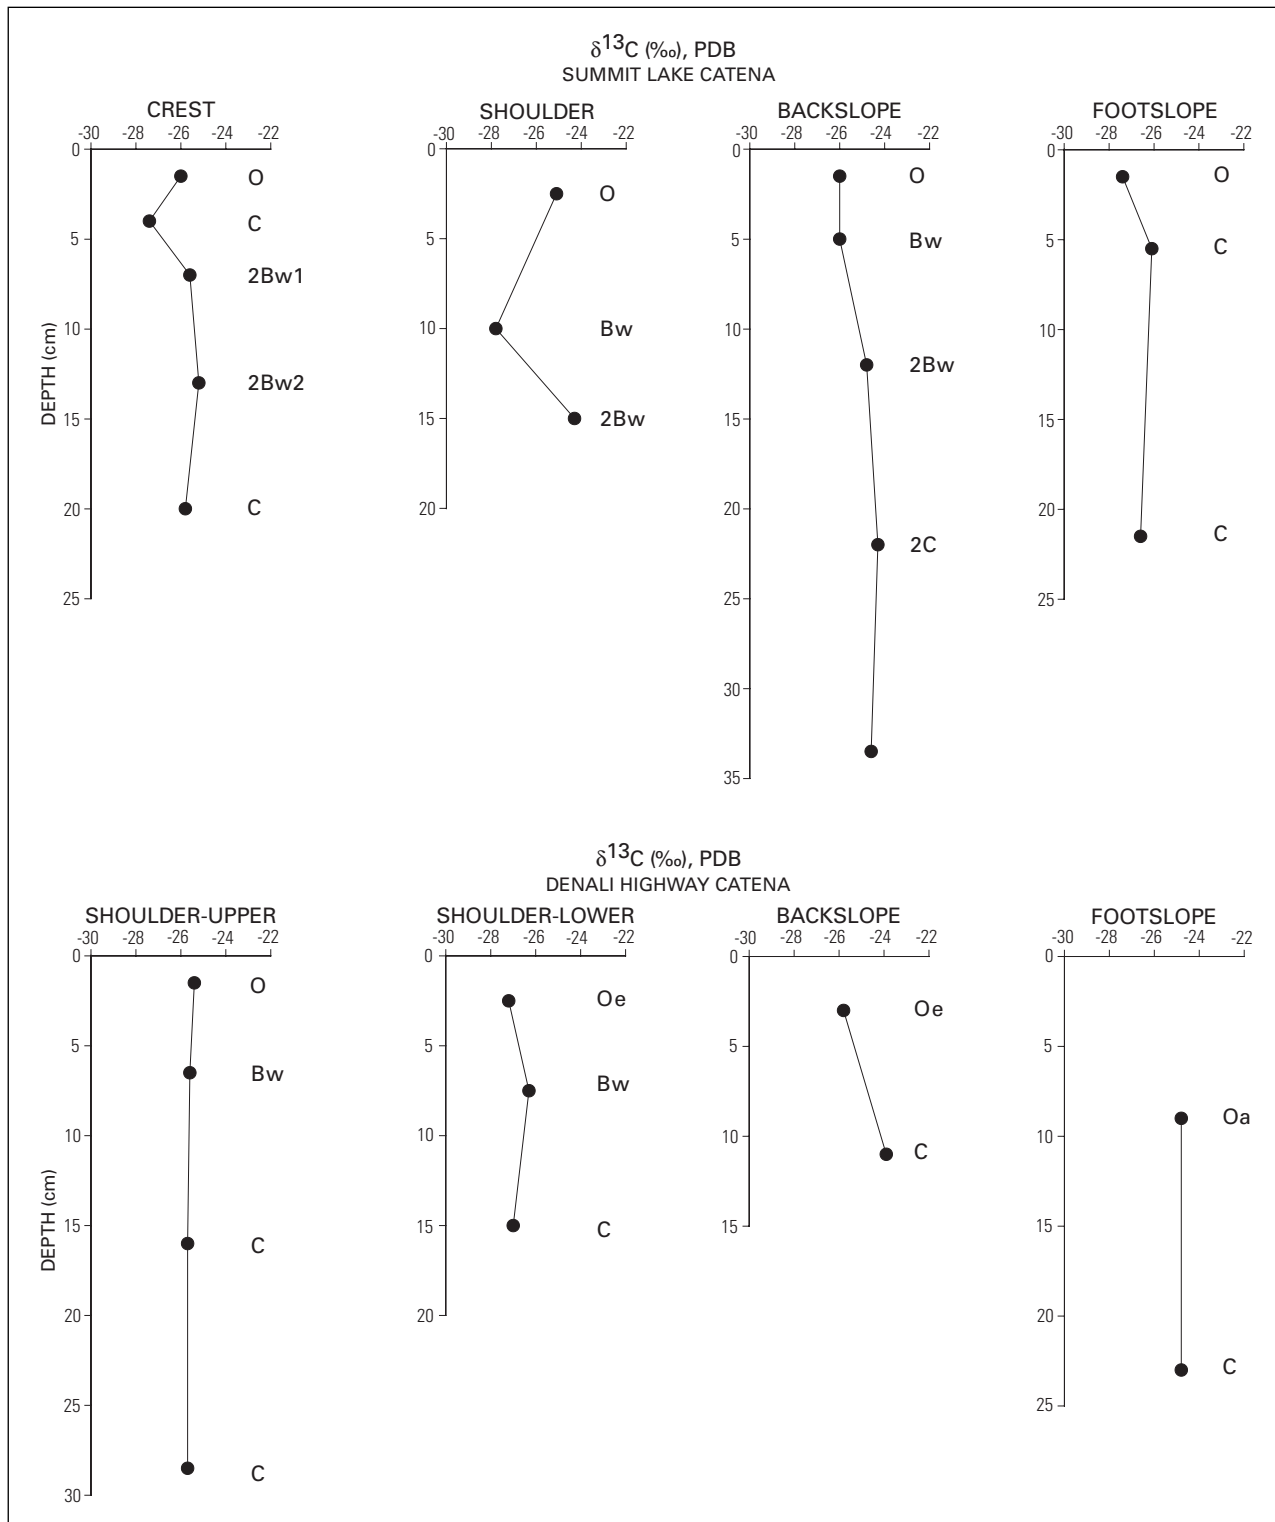 δ13C (‰), PDB
SUMMIT LAKE CATENA
CREST
-30 -28 -26 -24 -22
0
5
10
15
20
25
DEPTH (cm)
O
C
2Bw1
2Bw2
C
SHOULDER
-30 -28 -26 -24 -22
0
5
10
15
20
O
Bw
2Bw
BACKSLOPE
-30 -28 -26 -24 -22
0
5
10
15
20
25
30
35
O
Bw
2Bw
2C
FOOTSLOPE
-30 -28 -26 -24 -22
0
5
10
15
20
25
O
C
C
δ13C (‰), PDB
DENALI HIGHWAY CATENA
SHOULDER-UPPER
-30 -28 -26 -24 -22
0
5
10
15
20
25
30
DEPTH (cm)
O
Bw
C
C
SHOULDER-LOWER
-30 -28 -26 -24 -22
0
5
10
15
20
Oe
Bw
C
BACKSLOPE
-30 -28 -26 -24 -22
0
5
10
15
Oe
C
FOOTSLOPE
-30 -28 -26 -24 -22
0
5
10
15
20
25
Oa
C